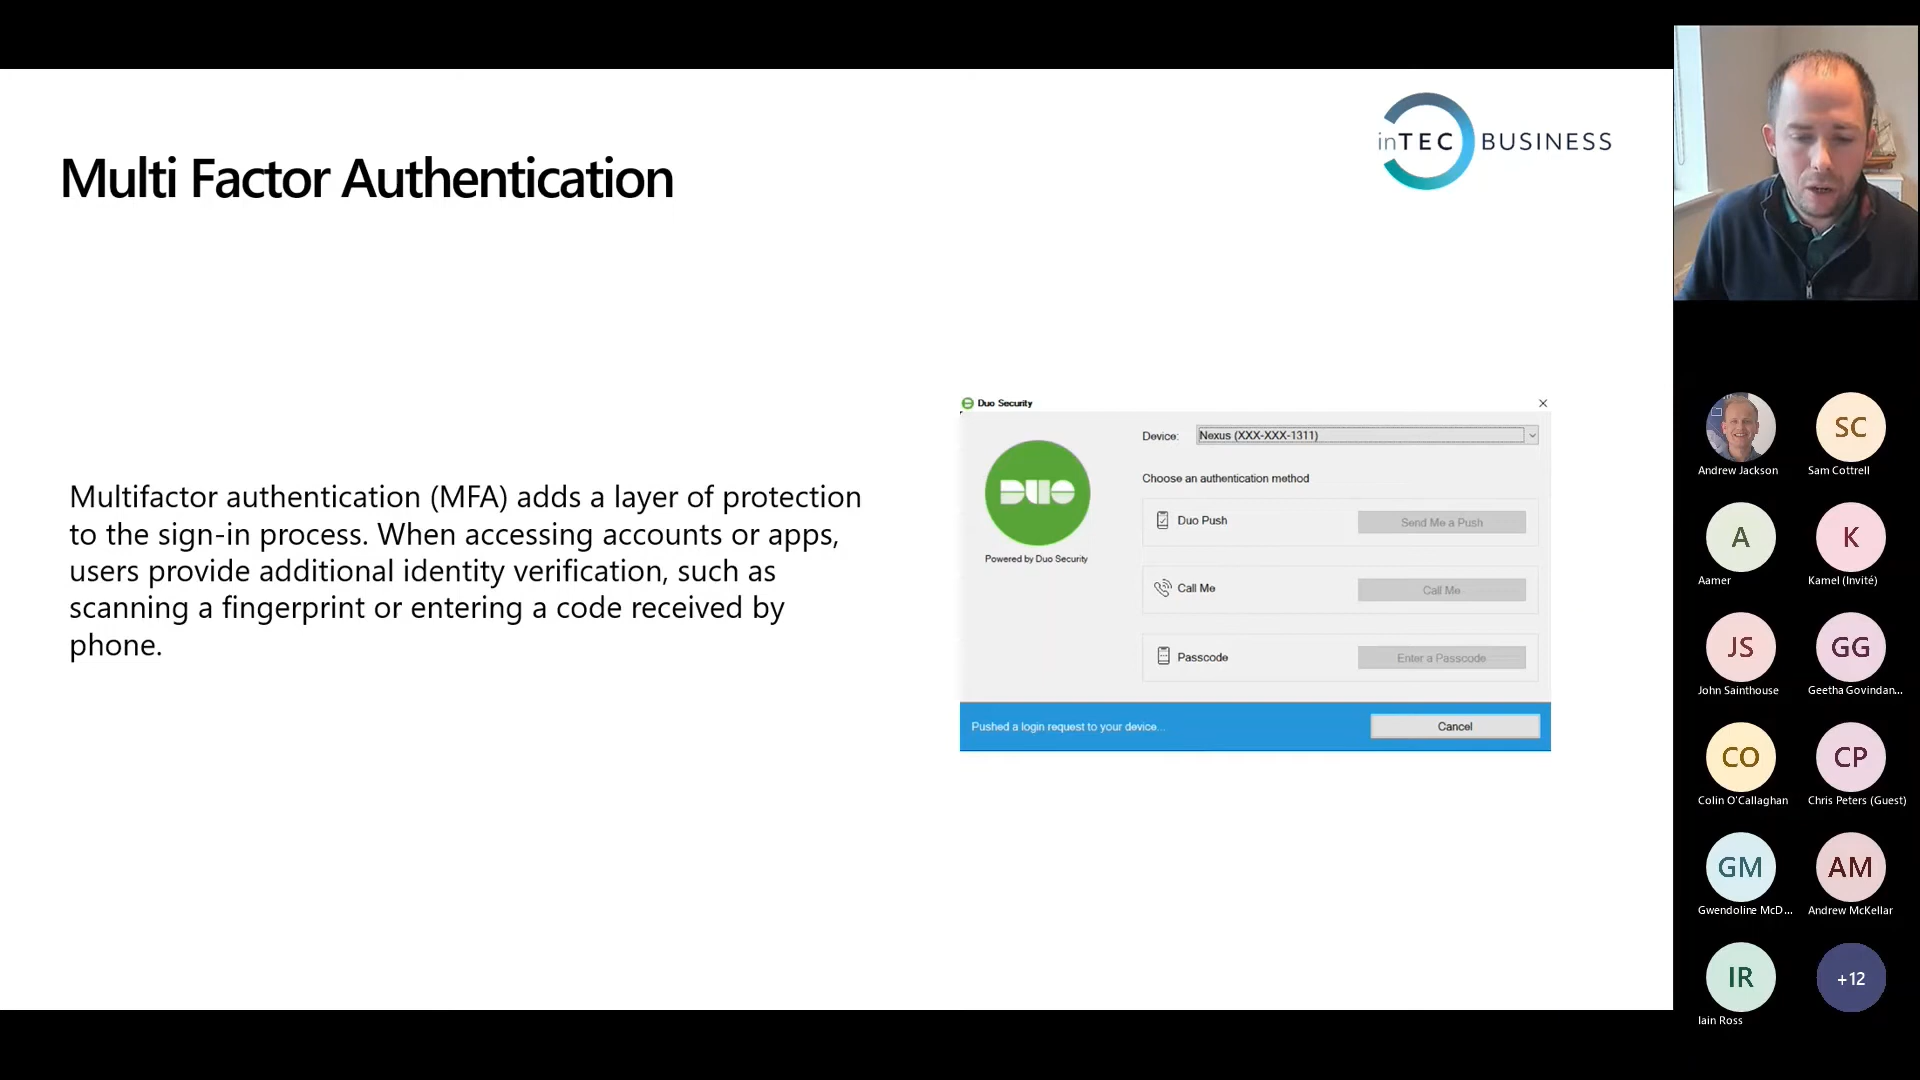 inTEC BUSINESS
Multi Factor Authentication
Multifactor authentication (MFA) adds a layer of protection
to the sign-in process. When accessing accounts or apps,
users provide additional identity verification, such as
scanning a fingerprint or entering a code received by
phone.
Duo Security
Device: Nexus (XXX-XXX-1311)
Choose an authentication method
DUO
Powered by Duo Security
Duo Push Send Me a Push
Call Me Call Me
Passcode Enter a Passcode
Pushed a login request to your device... Cancel
SC
Andrew Jackson Sam Cottrell
A K
Aamer Kamel (Invité)
JS GG
John Sainthouse Geetha Govindan...
CO CP
Colin O'Callaghan Chris Peters (Guest)
GM AM
Gwendoline McD... Andrew McKellar
IR +12
Iain Ross